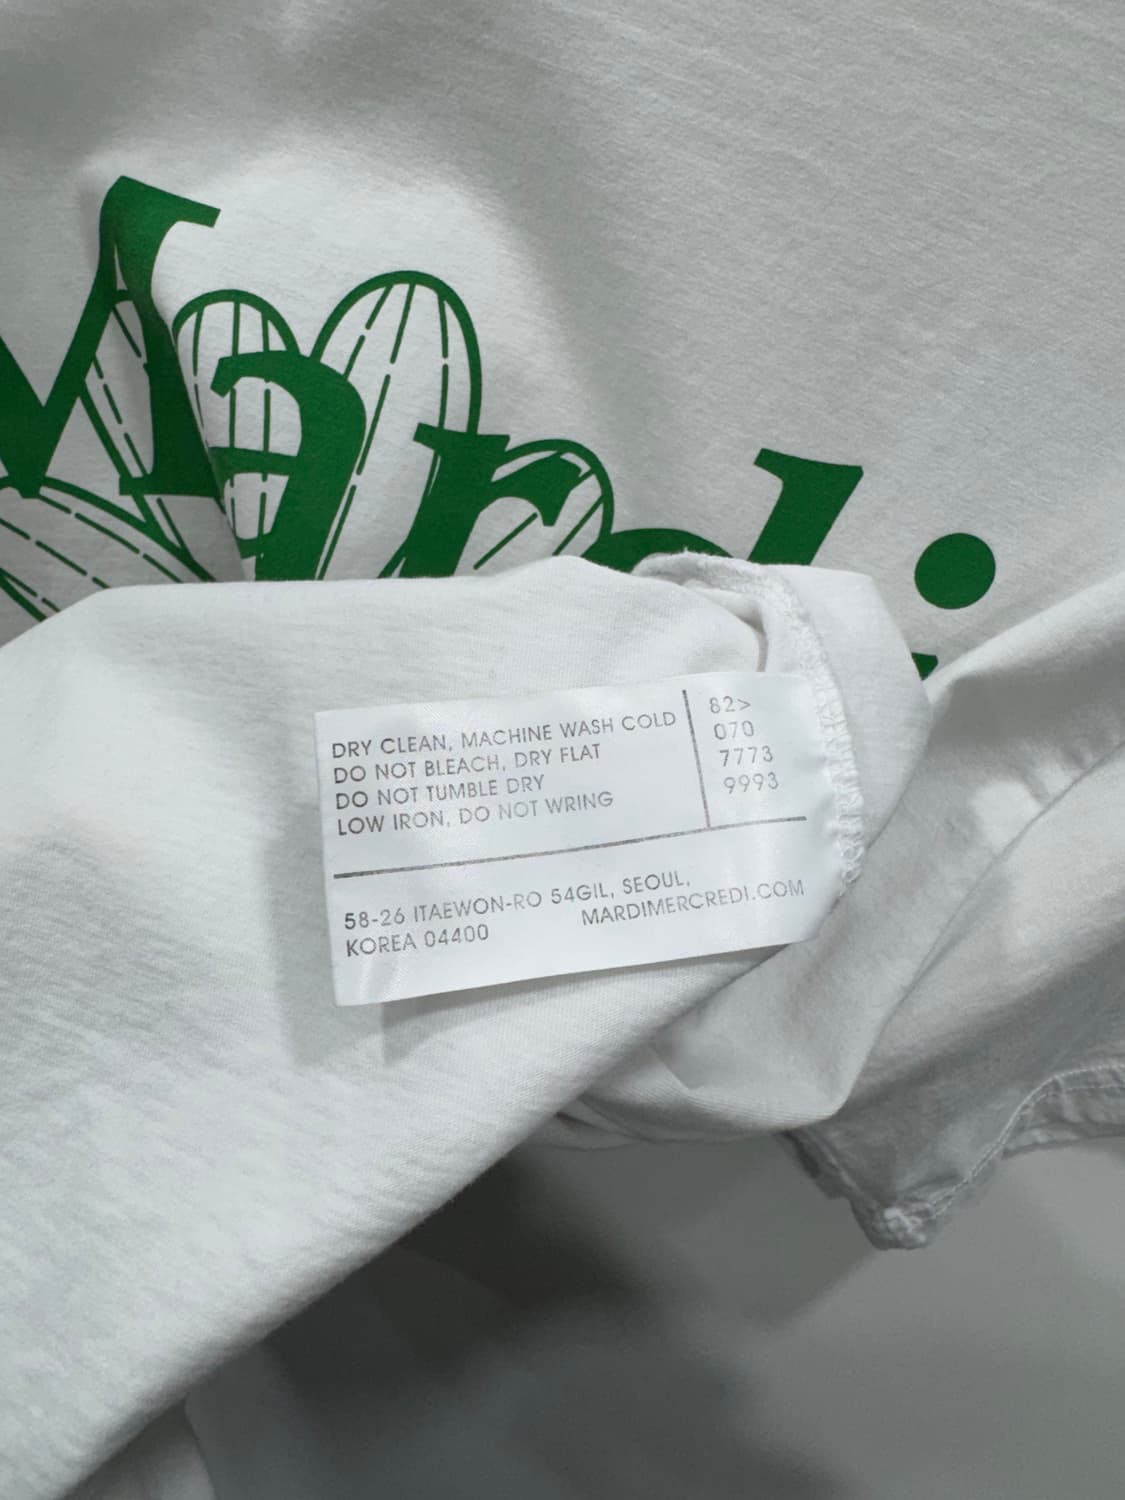 Mardi
DRY CLEAN, MACHINE WASH COLD
DO NOT BLEACH, DRY FLAT
DO NOT TUMBLE DRY
LOW IRON, DO NOT WRING
82>
070
7773
9993
58-26 ITAEWON-RO 54GIL, SEOUL,
KOREA 04400
MARDIMERCREDI.COM